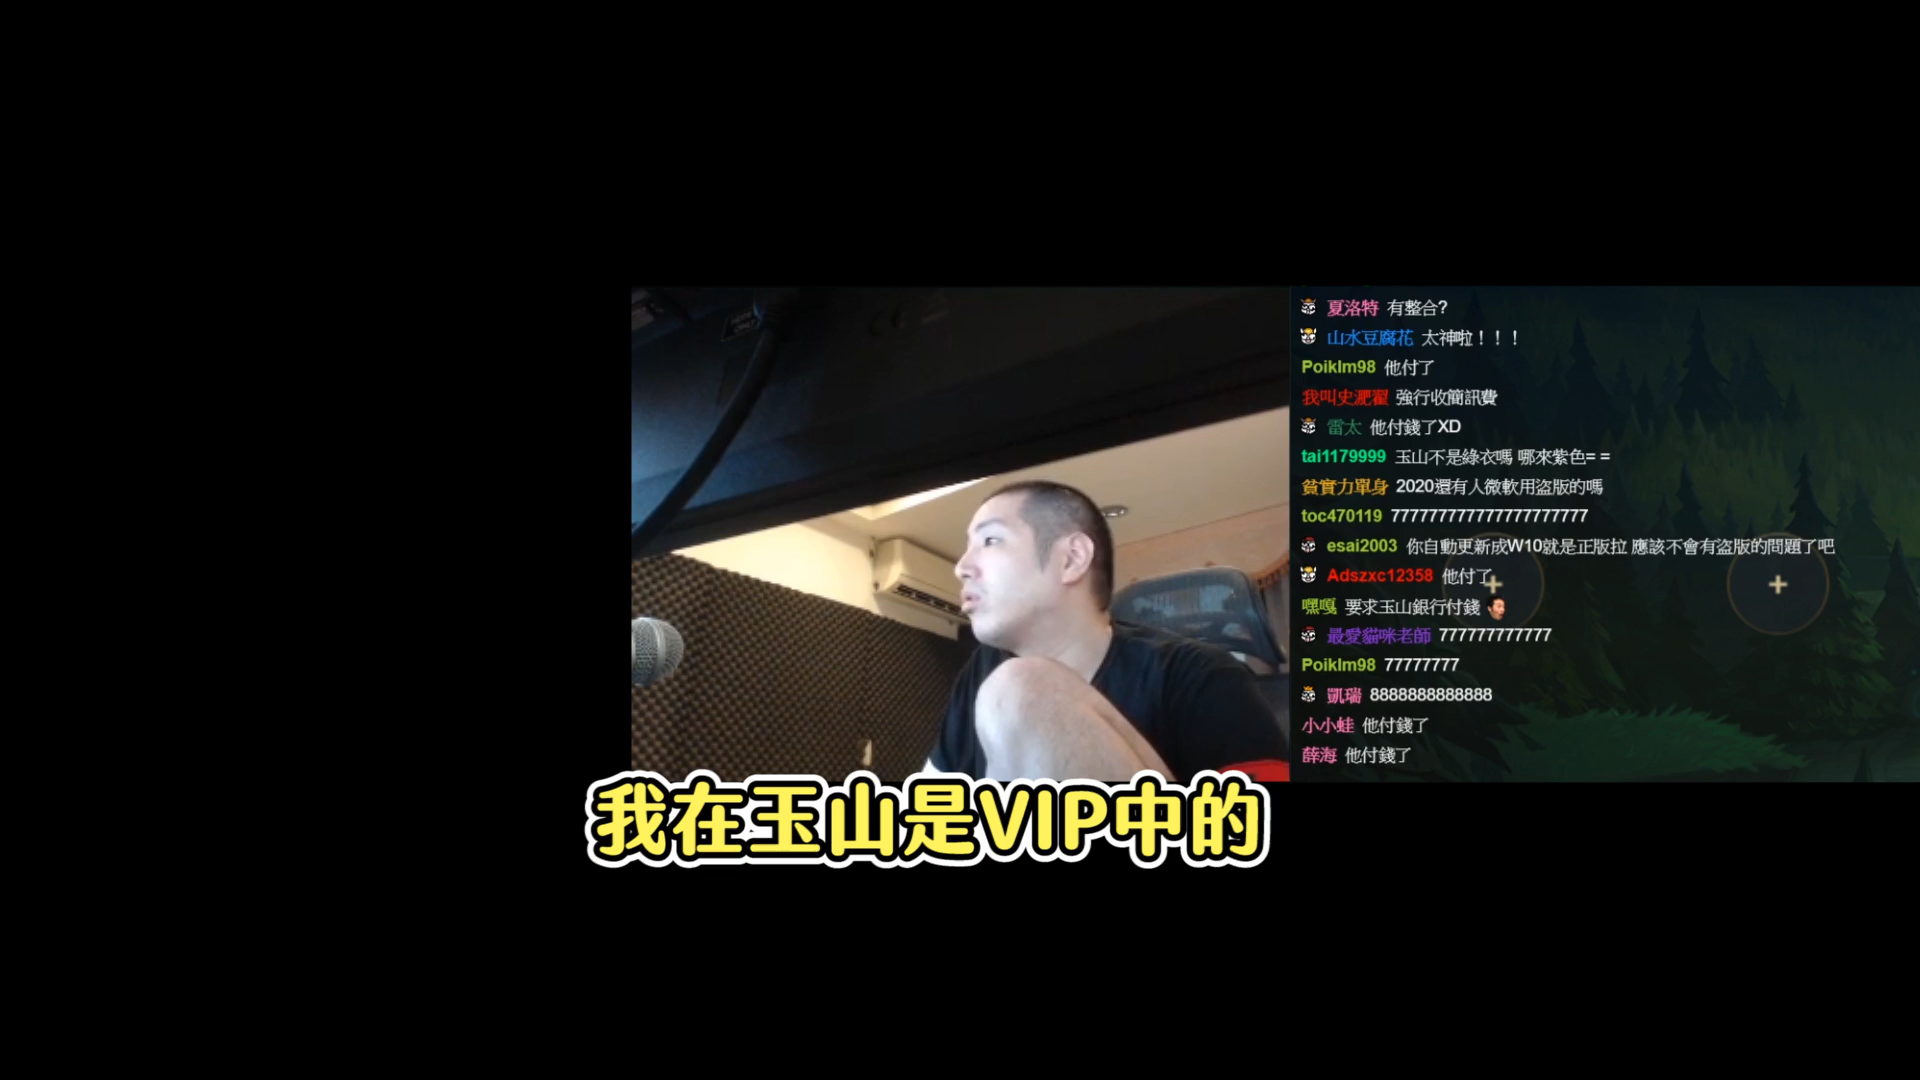 夏洛特 有整合?
山水豆腐花 太神啦！！！
Poiklm98 他付了
我叫史淝翟 強行收簡訊費
雷太 他付錢了XD
tai1179999 玉山不是綠衣嗎 哪來紫色= =
貧實力單身 2020還有人微軟用盜版的嗎
toc470119 777777777777777777777
esai2003 你自動更新成W10就是正版拉 應該不會有盜版的問題了吧
Adszxc12358 他付了
嘿嘎 要求玉山銀行付錢
最愛貓咪老師 777777777777
Poiklm98 77777777
凱瑞 8888888888888
小小蛙 他付錢了
薛海 他付錢了
我在玉山是VIP中的